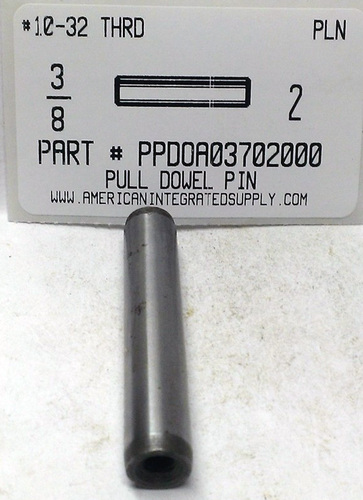 #10-32 THRD PLN
3/8 2
PART # PPDOA03702000
PULL DOWEL PIN
WWW.AMERICANINTEGRATEDSUPPLY.COM